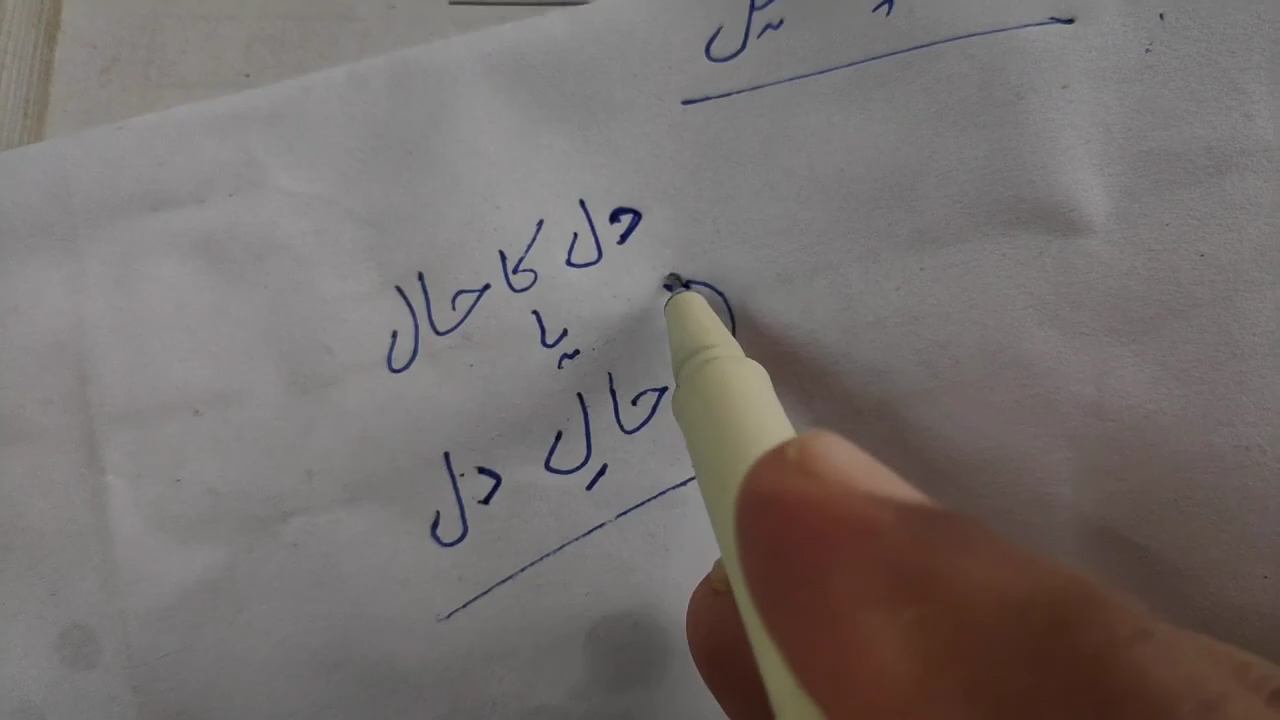 دل کا حال
یا
حالِ دل